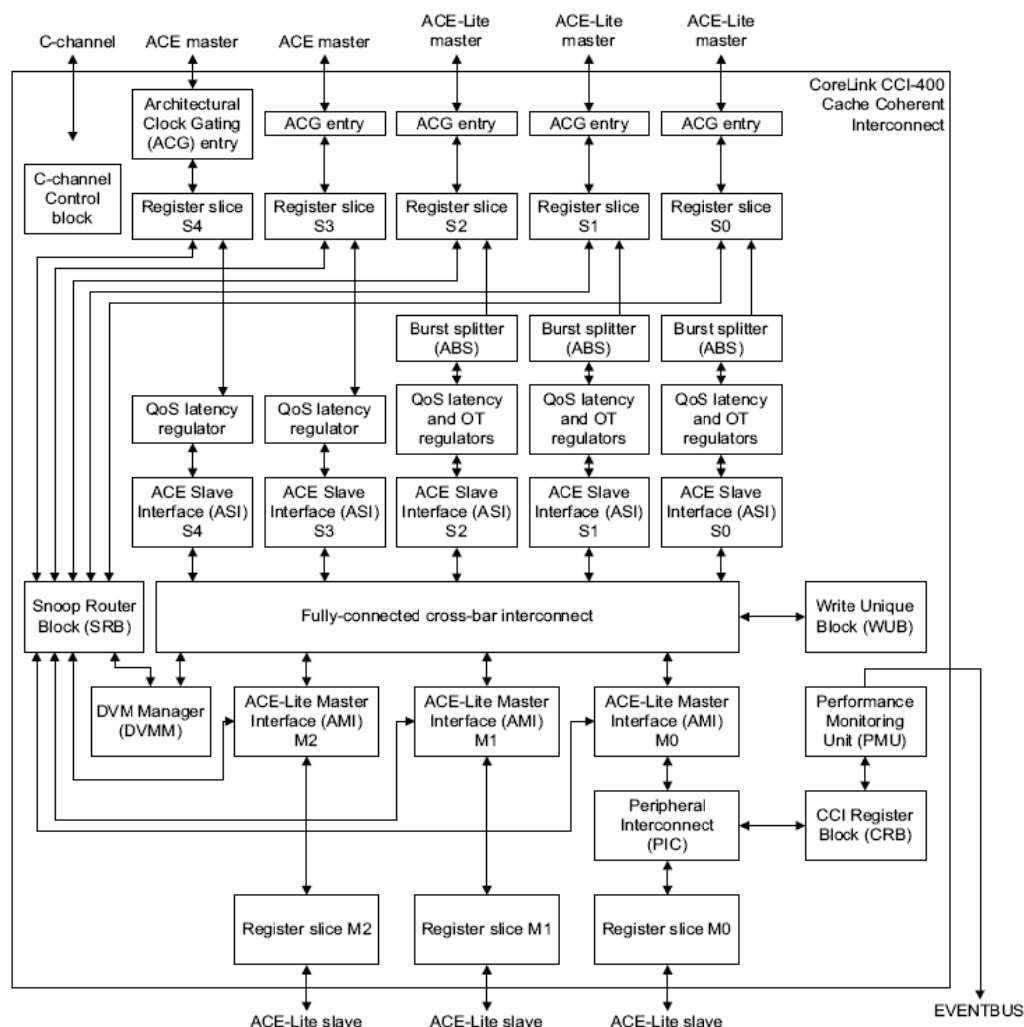 C-channel
ACE master
ACE master
ACE-Lite
master
ACE-Lite
master
ACE-Lite
master
CoreLink CCI-400
Cache Coherent
Interconnect
Architectural
Clock Gating
(ACG) entry
ACG entry
ACG entry
ACG entry
ACG entry
C-channel
Control
block
Register slice
S4
Register slice
S3
Register slice
S2
Register slice
S1
Register slice
S0
Burst splitter
(ABS)
Burst splitter
(ABS)
Burst splitter
(ABS)
QoS latency
regulator
QoS latency
regulator
QoS latency
and OT
regulators
QoS latency
and OT
regulators
QoS latency
and OT
regulators
ACE Slave
Interface (ASI)
S4
ACE Slave
Interface (ASI)
S3
ACE Slave
Interface (ASI)
S2
ACE Slave
Interface (ASI)
S1
ACE Slave
Interface (ASI)
S0
Snoop Router
Block (SRB)
Fully-connected cross-bar interconnect
Write Unique
Block (WUB)
DVM Manager
(DVMM)
ACE-Lite Master
Interface (AMI)
M2
ACE-Lite Master
Interface (AMI)
M1
ACE-Lite Master
Interface (AMI)
M0
Performance
Monitoring
Unit (PMU)
Peripheral
Interconnect
(PIC)
CCI Register
Block (CRB)
Register slice M2
Register slice M1
Register slice M0
ACE-Lite slave
ACE-Lite slave
ACE-Lite slave
EVENTBUS